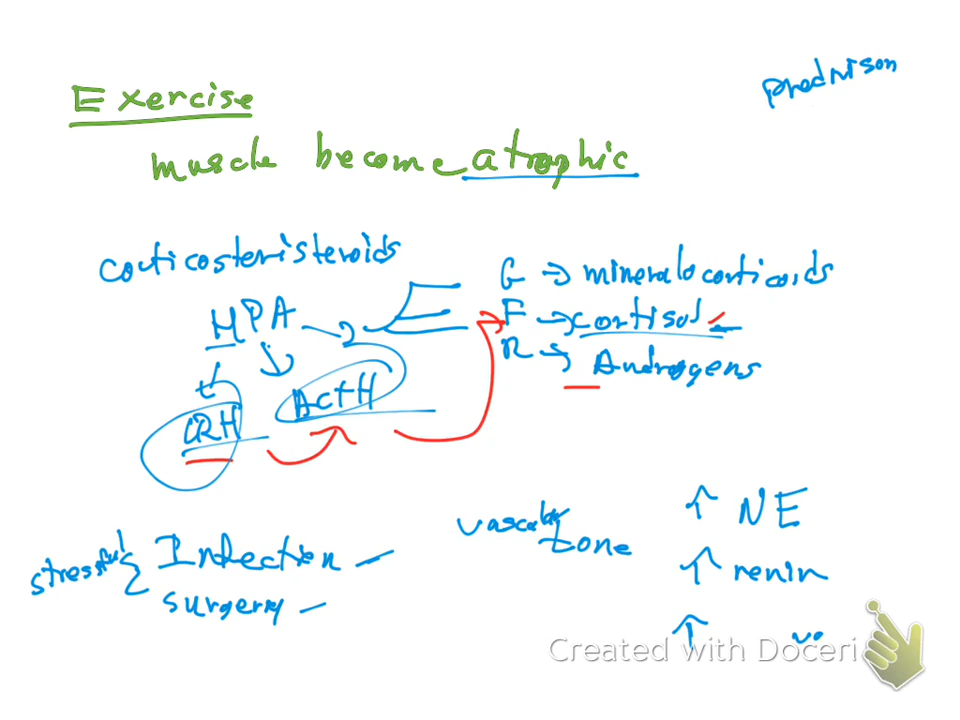 prednison
Exercise
muscle become atrophic
corticosteristeroids
G → mineralocorticoids
HPA → F → cortisol
R → Androgens
ACTH
CRH
↑ NE
vascular tone
stressful { Infection –
↑ renin
surgery –
↑
Created with Doceri